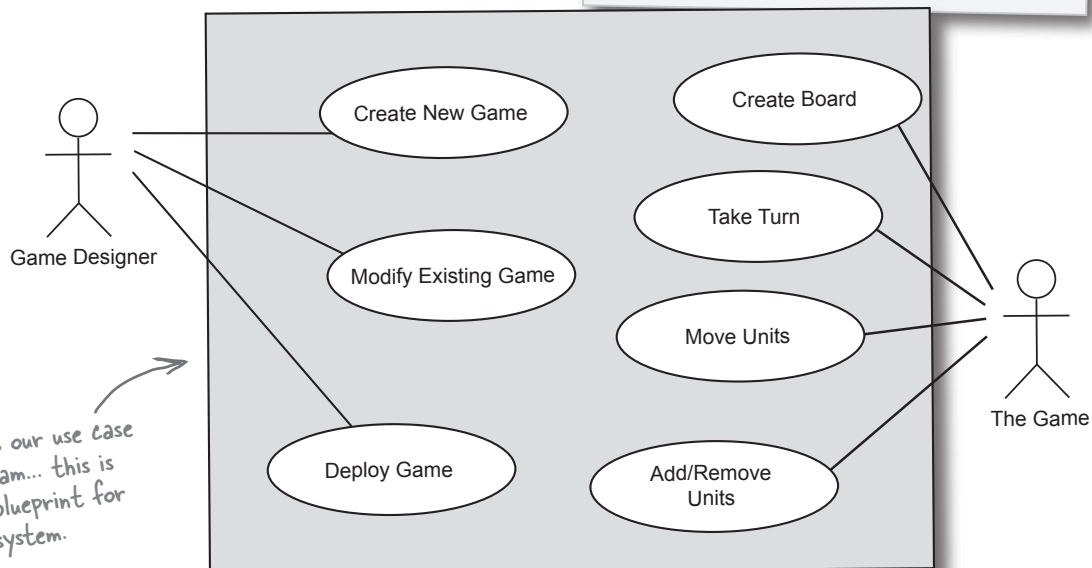 Create New Game
Create Board
Take Turn
Game Designer
Modify Existing Game
Move Units
The Game
our use case
am... this is
blueprint for
system.
Deploy Game
Add/Remove
Units